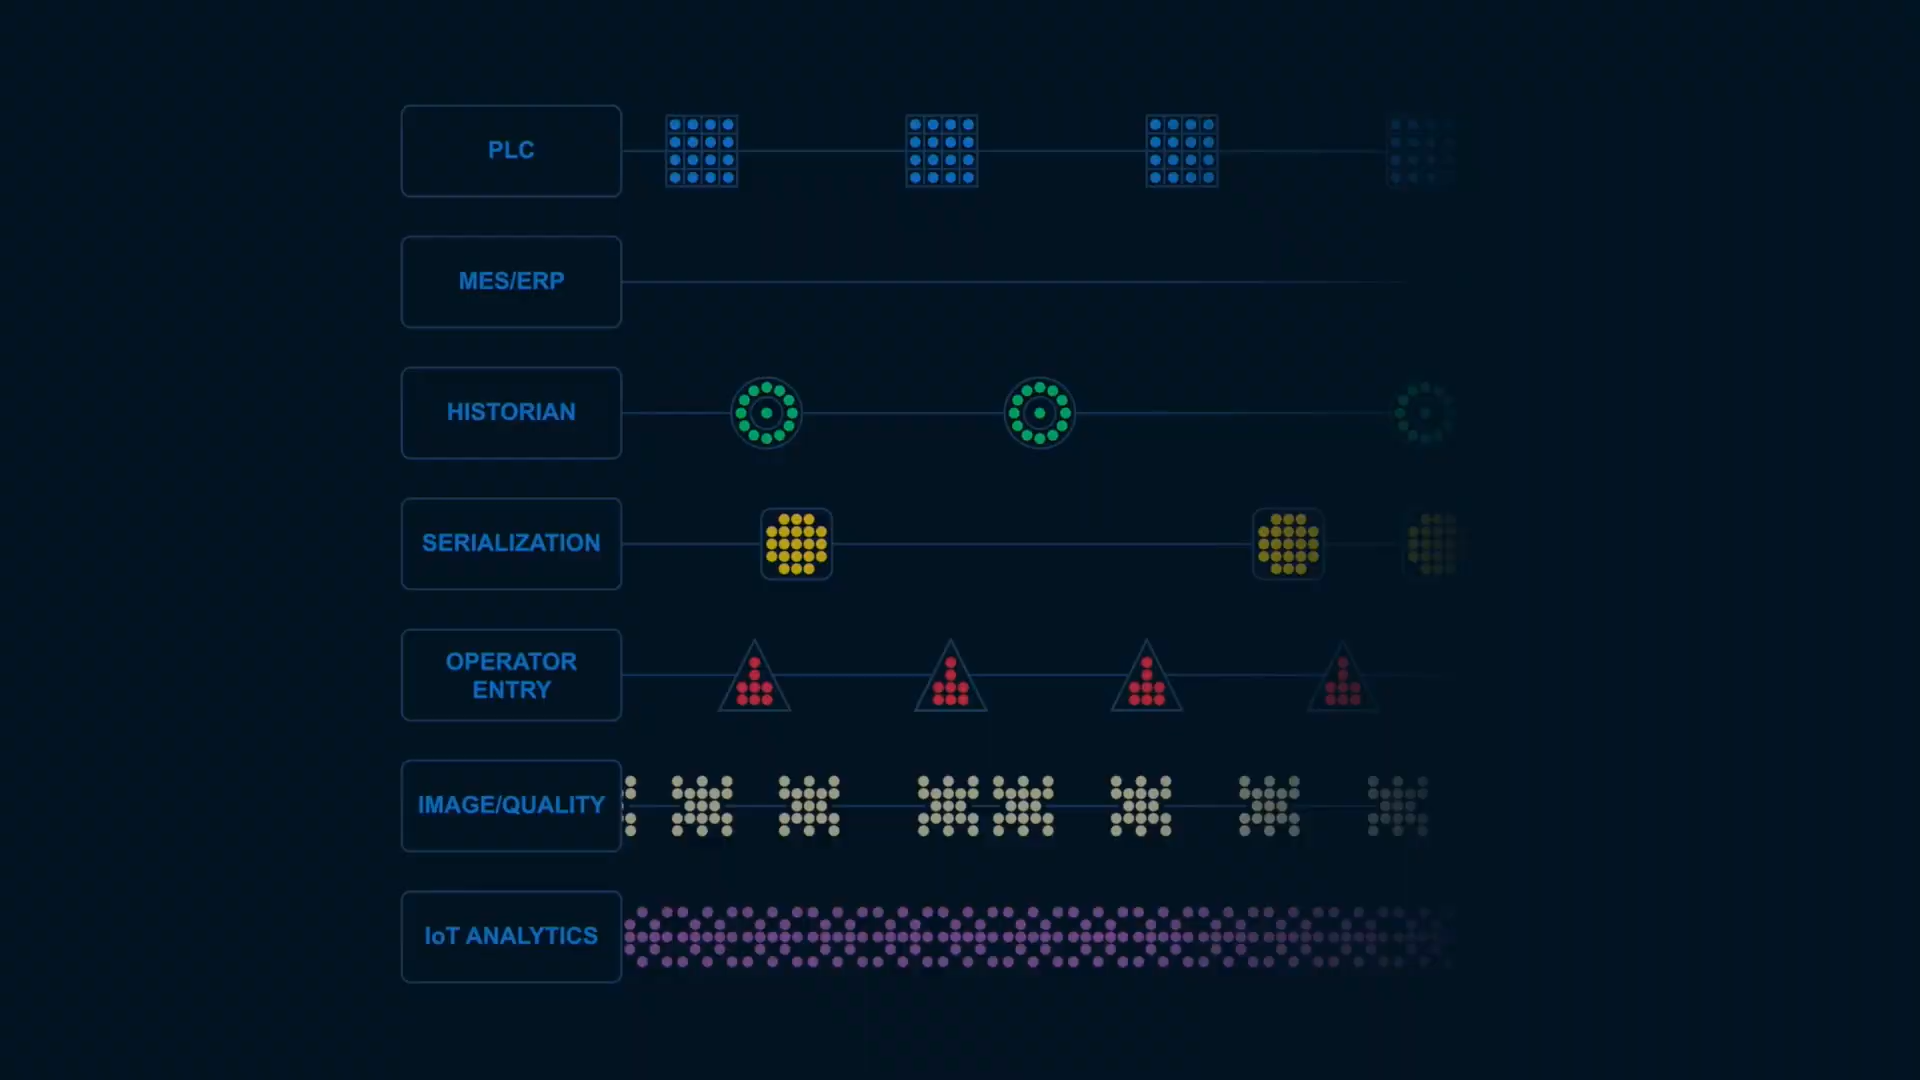 PLC
MES/ERP
HISTORIAN
SERIALIZATION
OPERATOR
ENTRY
IMAGE/QUALITY
IoT ANALYTICS